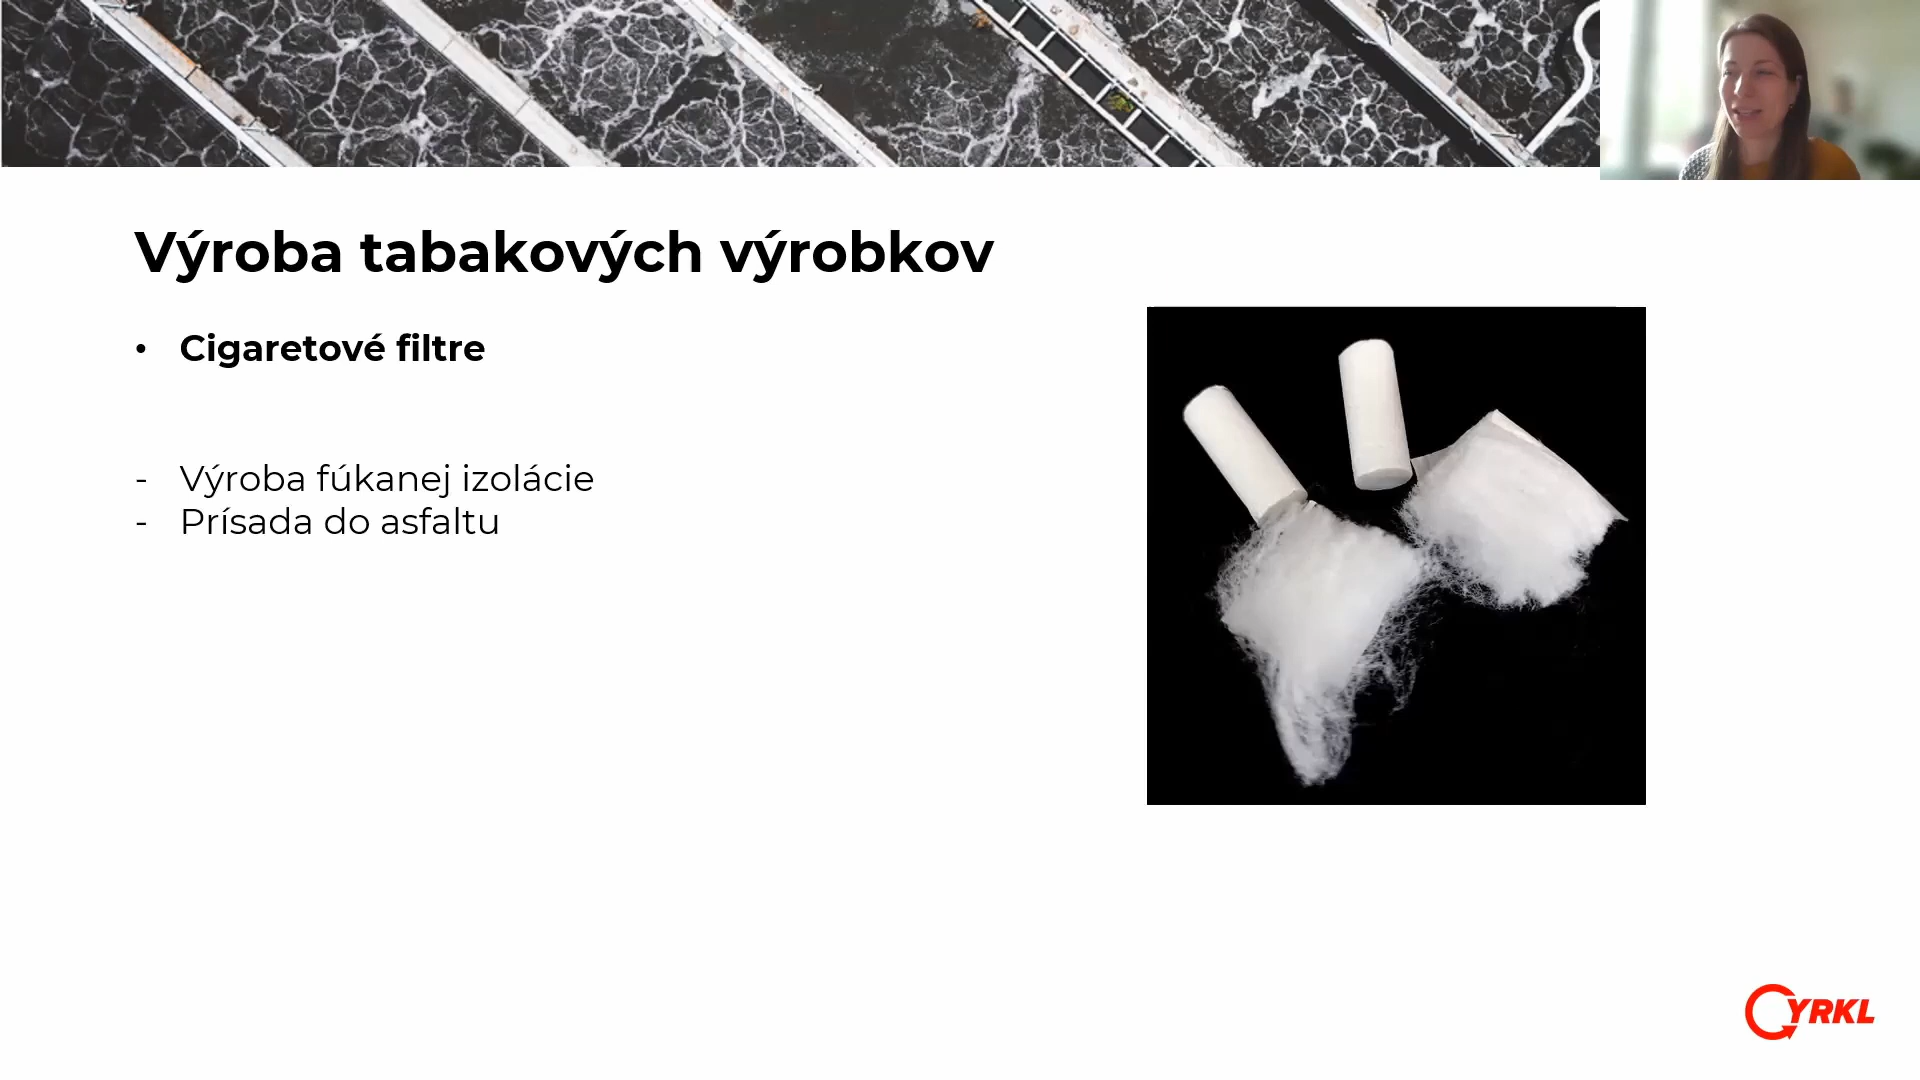 Výroba tabakových výrobkov
• Cigaretové filtre
- Výroba fúkanej izolácie
- Prísada do asfaltu
CYRKL